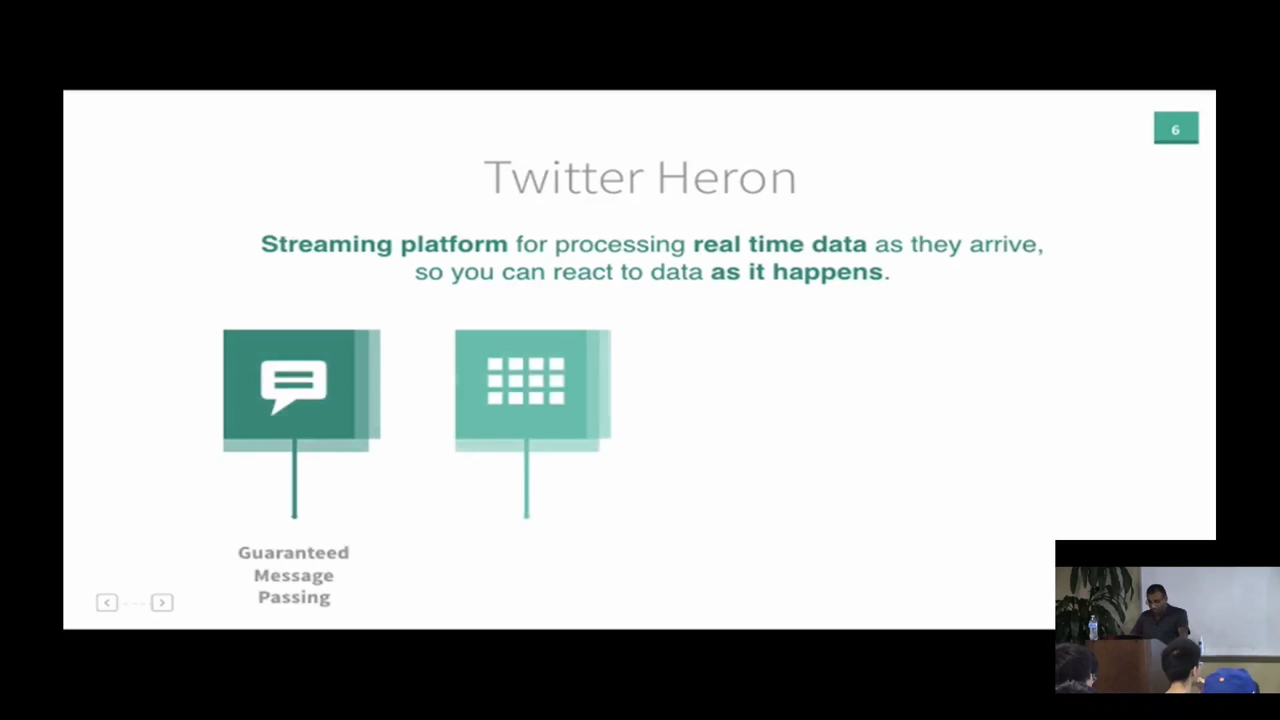 6
Twitter Heron
Streaming platform for processing real time data as they arrive,
so you can react to data as it happens.
Guaranteed
Message
Passing